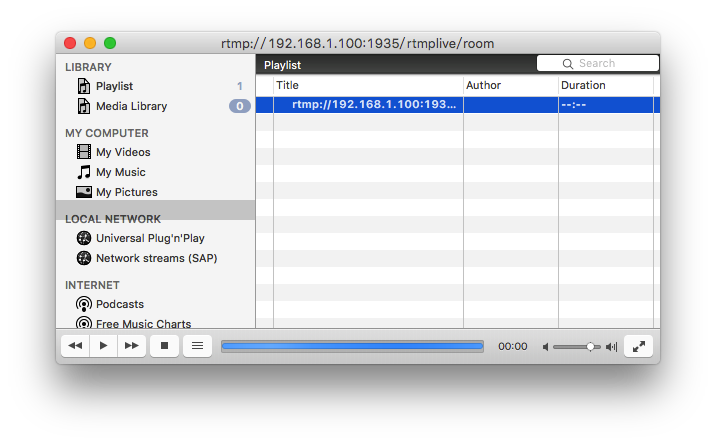 rtmp:// 192.168.1.100:1935/rtmplive/room
LIBRARY
Playlist 1
Media Library 0
MY COMPUTER
My Videos
My Music
My Pictures
LOCAL NETWORK
Universal Plug'n'Play
Network streams (SAP)
INTERNET
Podcasts
Free Music Charts
Playlist
Search
Title Author Duration
rtmp://192.168.1.100:193... --:--
00:00